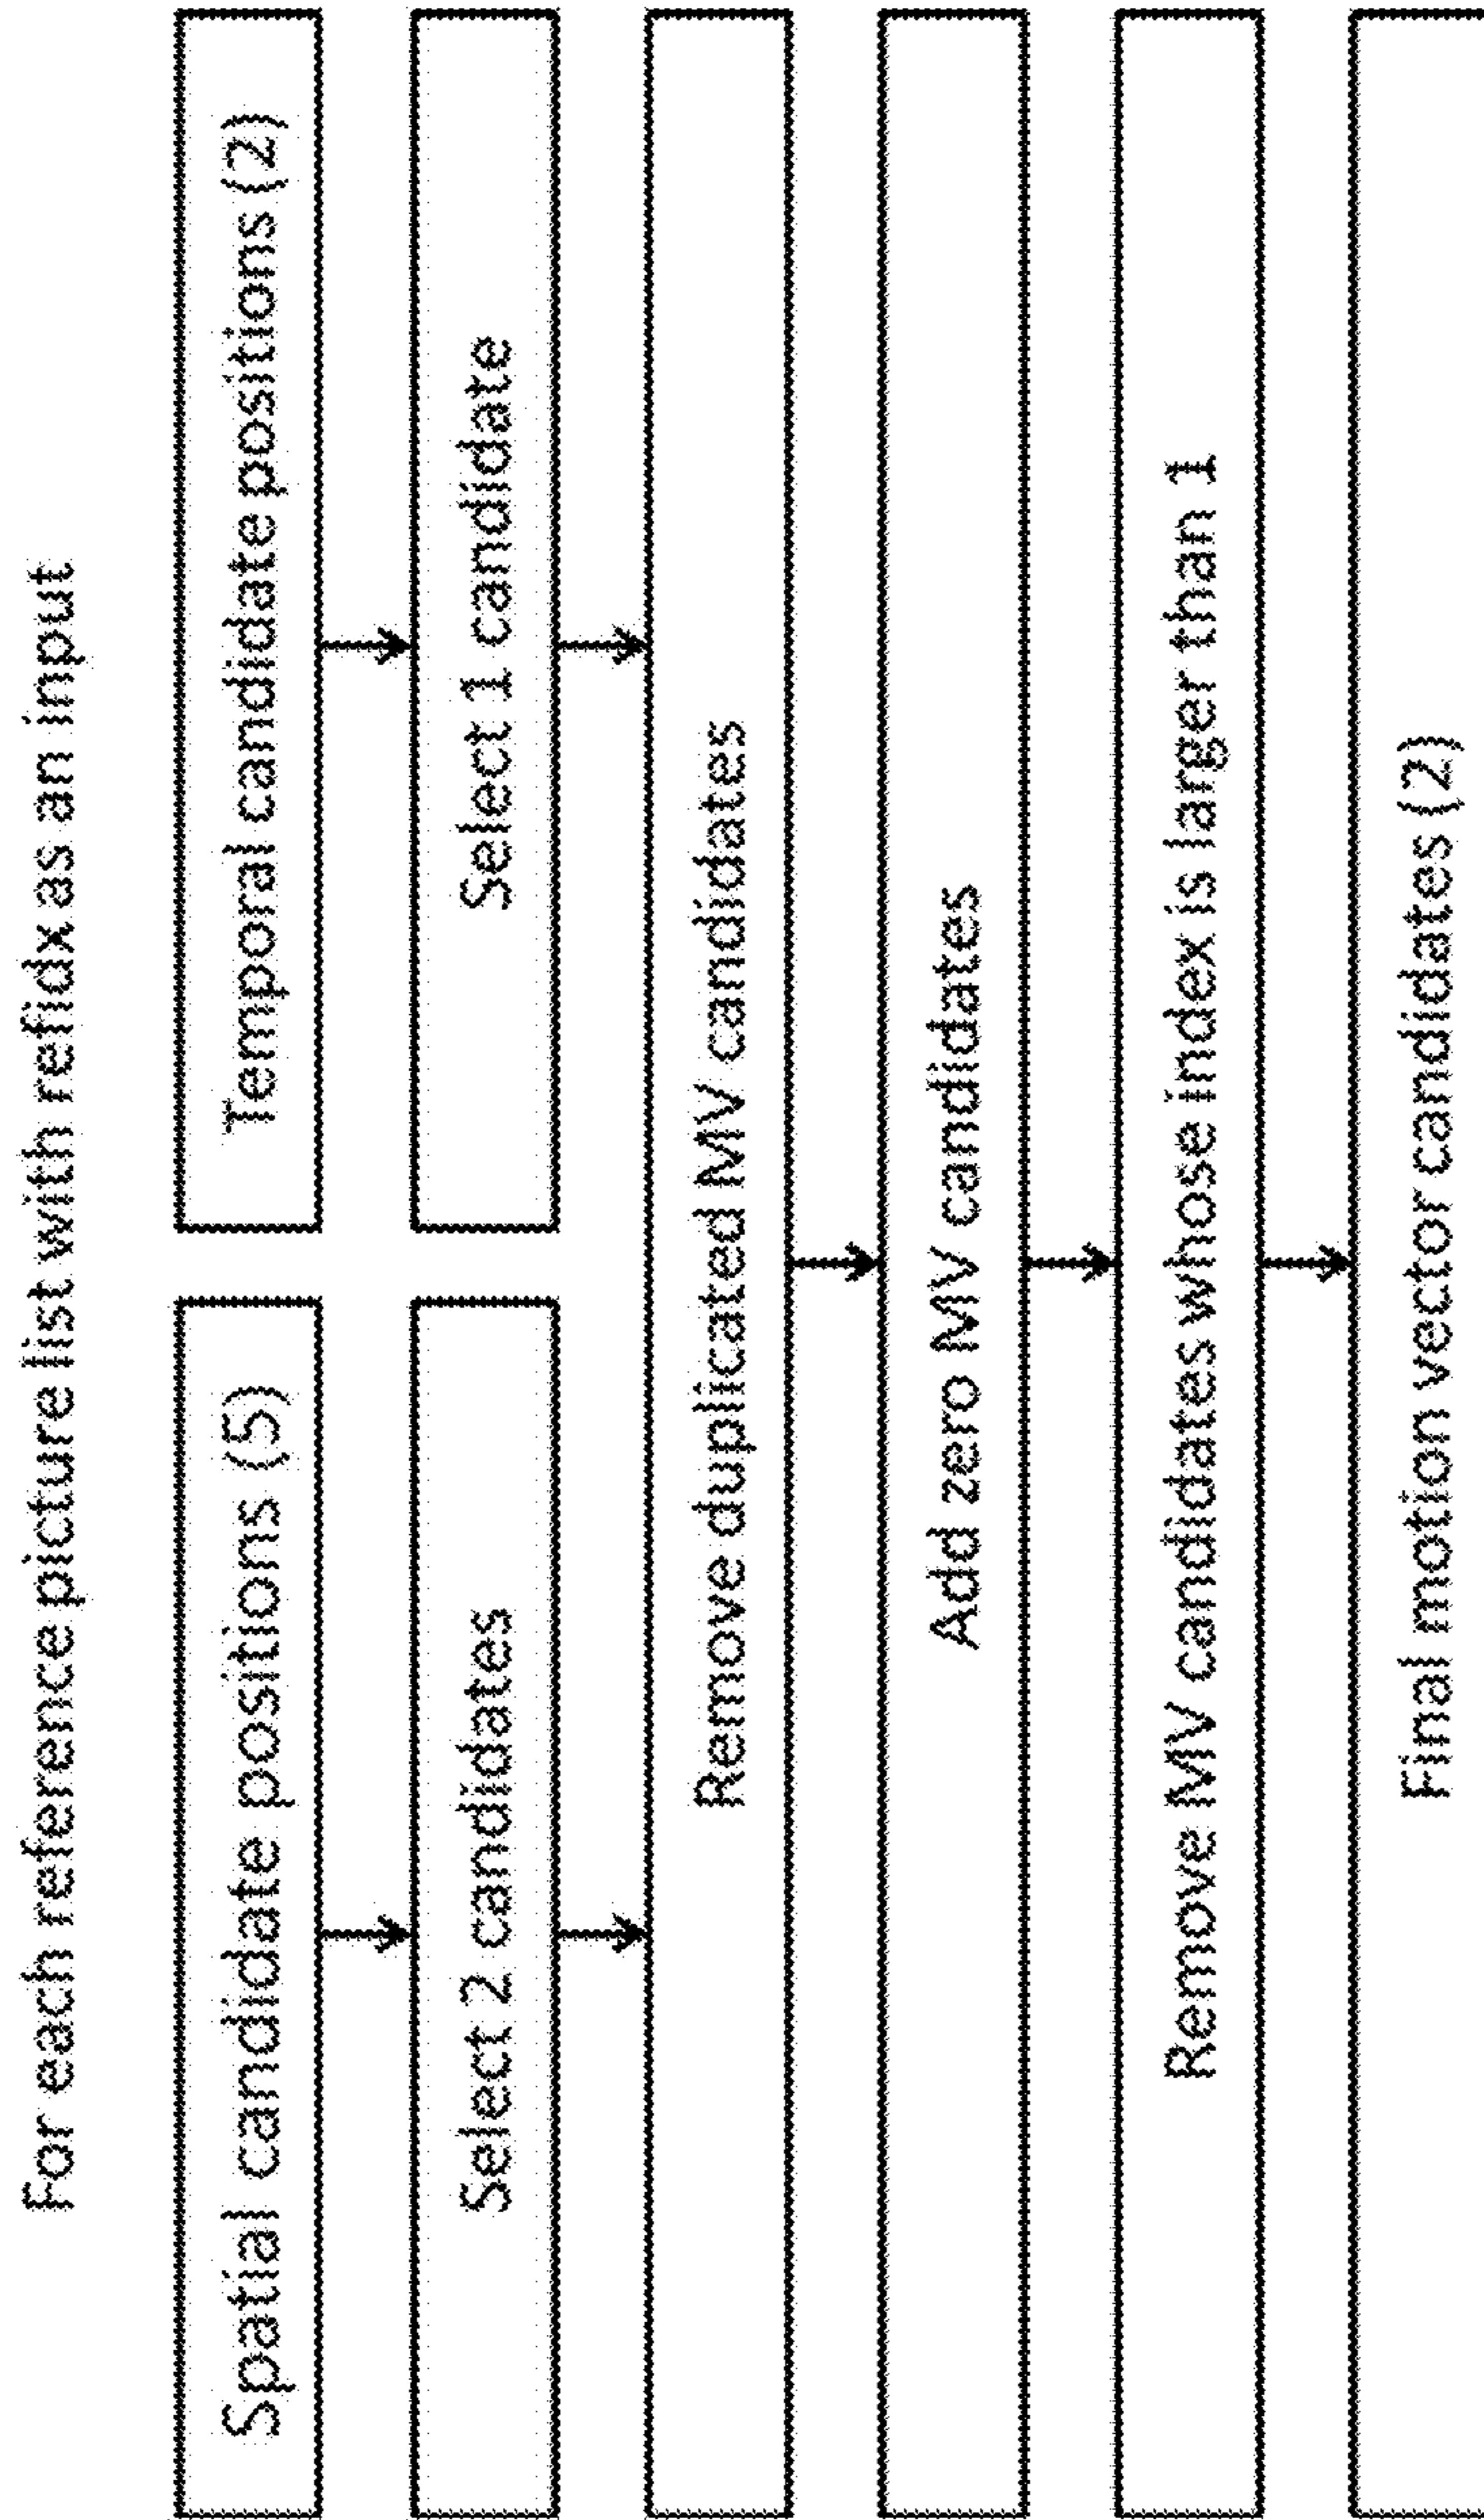 For each reference picture list with refidx as an input
Spatial candidate positions (5)
Temporal candidate positions (2)
Select 2 candidates
Select 1 candidate
Remove duplicated MV candidates
Add zero MV candidates
Remove MV candidates whose index is larger than 1
Final motion vector candidates (2)